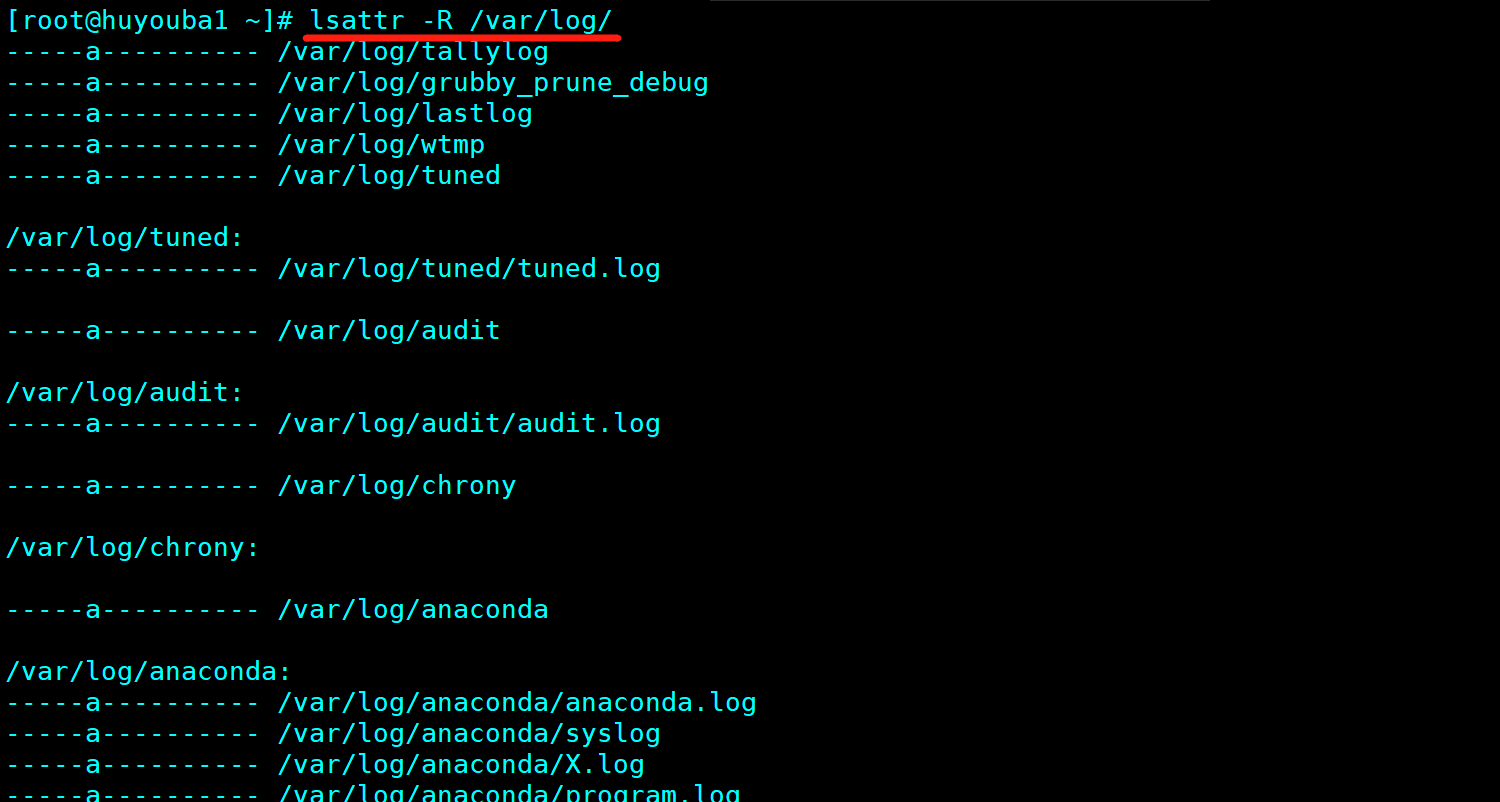 [root@huyouba1 ~]# lsattr -R /var/log/
-----a---------- /var/log/tallylog
-----a---------- /var/log/grubby_prune_debug
-----a---------- /var/log/lastlog
-----a---------- /var/log/wtmp
-----a---------- /var/log/tuned
/var/log/tuned:
-----a---------- /var/log/tuned/tuned.log
-----a---------- /var/log/audit
/var/log/audit:
-----a---------- /var/log/audit/audit.log
-----a---------- /var/log/chrony
/var/log/chrony:
-----a---------- /var/log/anaconda
/var/log/anaconda:
-----a---------- /var/log/anaconda/anaconda.log
-----a---------- /var/log/anaconda/syslog
-----a---------- /var/log/anaconda/X.log
-----a---------- /var/log/anaconda/program.log